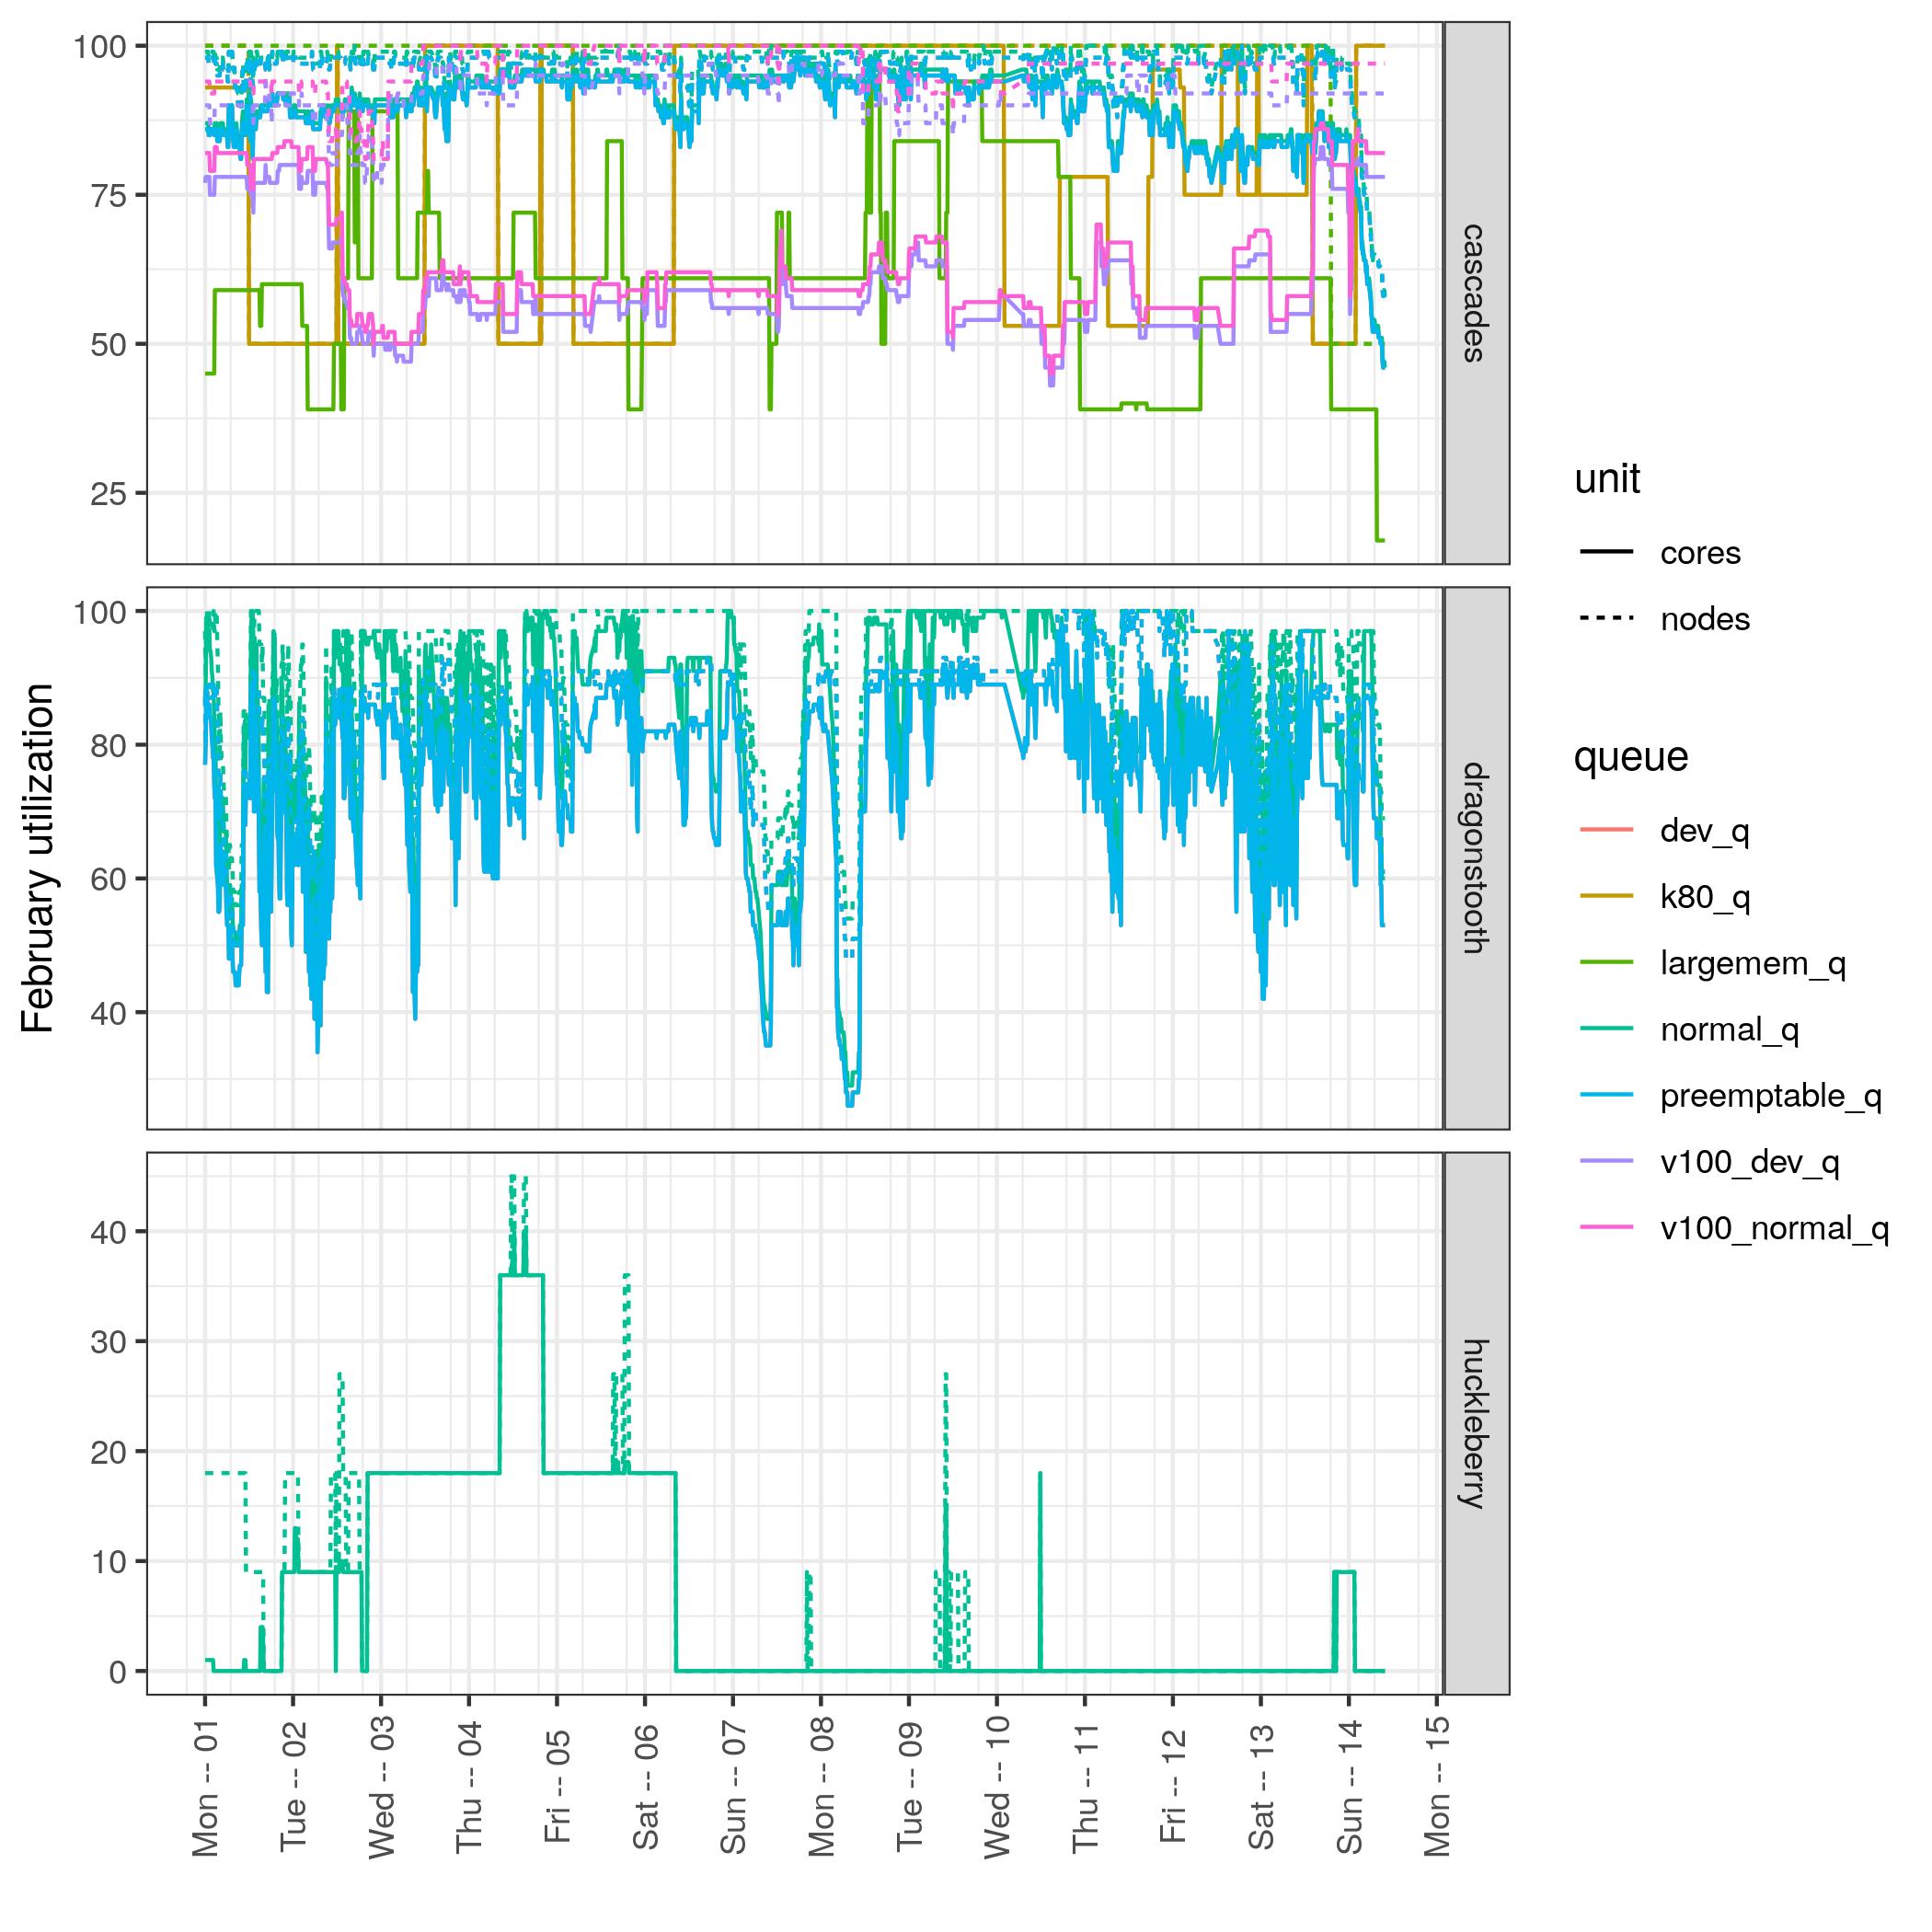 February utilization
100
75
50
25
cascades
100
80
60
40
dragonstooth
40
30
20
10
0
huckleberry
Mon -- 01
Tue -- 02
Wed -- 03
Thu -- 04
Fri -- 05
Sat -- 06
Sun -- 07
Mon -- 08
Tue -- 09
Wed -- 10
Thu -- 11
Fri -- 12
Sat -- 13
Sun -- 14
Mon -- 15
unit
cores
nodes
queue
dev_q
k80_q
largemem_q
normal_q
preemptable_q
v100_dev_q
v100_normal_q